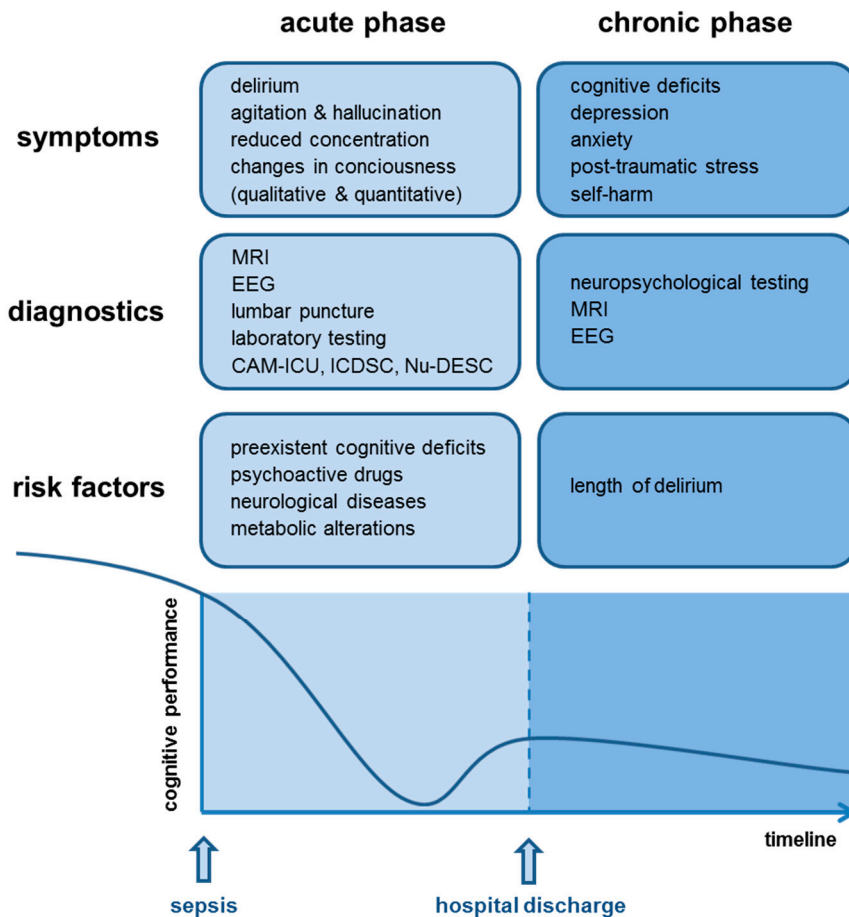 acute phase
chronic phase
symptoms
delirium
agitation & hallucination
reduced concentration
changes in conciousness
(qualitative & quantitative)
cognitive deficits
depression
anxiety
post-traumatic stress
self-harm
diagnostics
MRI
EEG
lumbar puncture
laboratory testing
CAM-ICU, ICDSC, Nu-DESC
neuropsychological testing
MRI
EEG
risk factors
preexistent cognitive deficits
psychoactive drugs
neurological diseases
metabolic alterations
length of delirium
cognitive performance
timeline
sepsis
hospital discharge